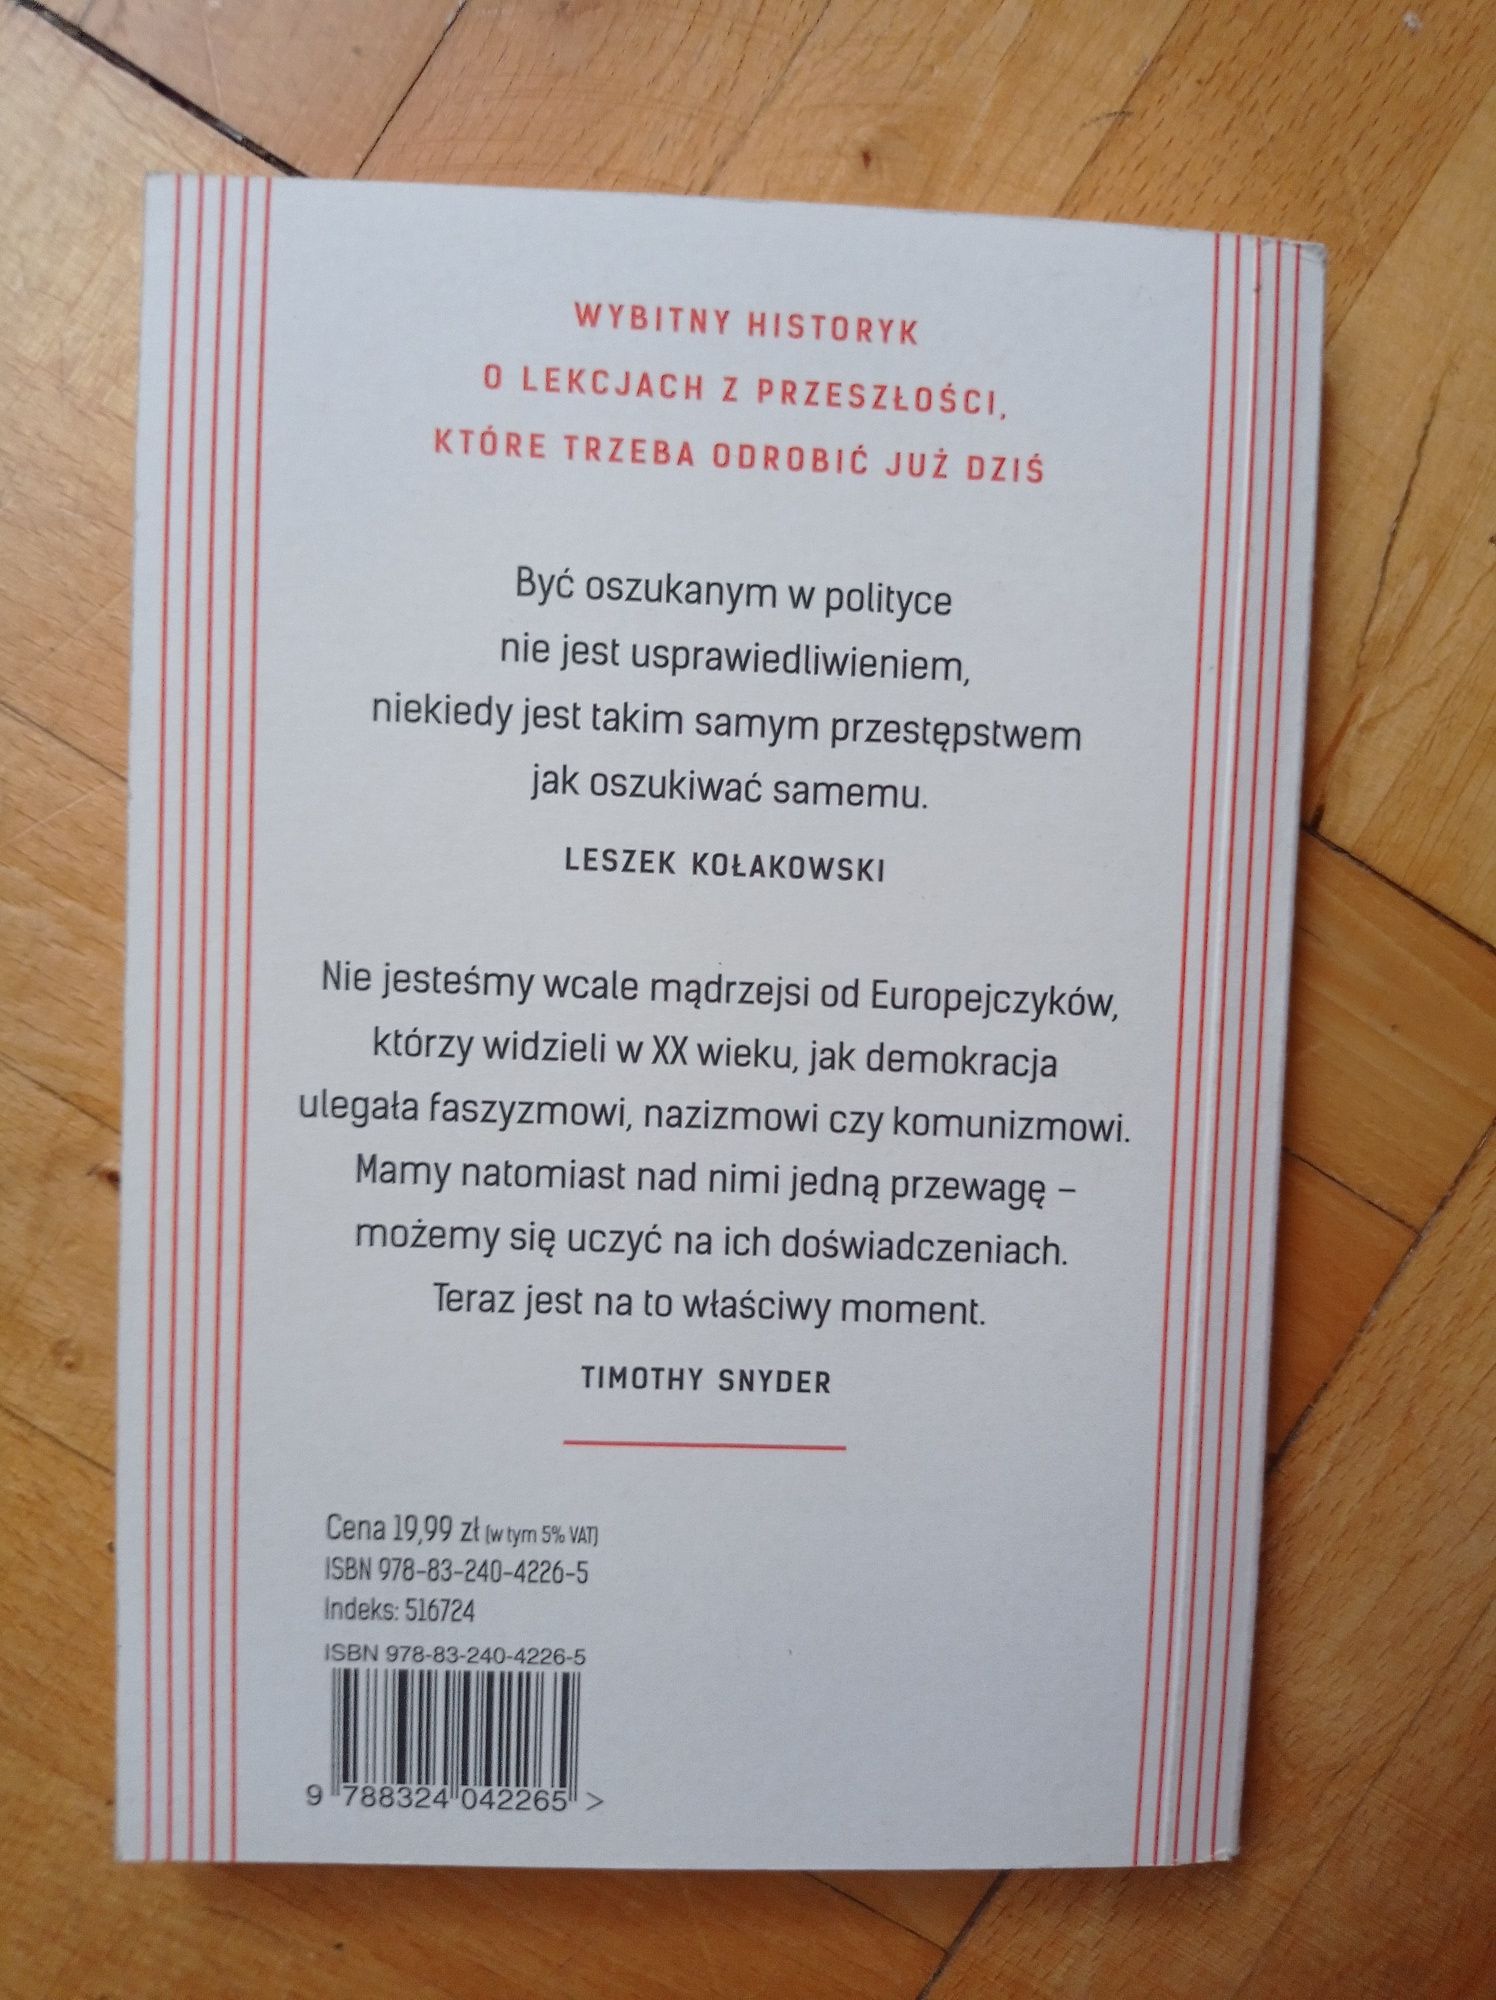 WYBITNY HISTORYK
O LEKCJACH Z PRZESZŁOŚCI,
KTÓRE TRZEBA ODROBIĆ JUŻ DZIŚ
Być oszukanym w polityce
nie jest usprawiedliwieniem,
niekiedy jest takim samym przestępstwem
jak oszukiwać samemu.
LESZEK KOŁAKOWSKI
Nie jesteśmy wcale mądrzejsi od Europejczyków,
którzy widzieli w XX wieku, jak demokracja
ulegała faszyzmowi, nazizmowi czy komunizmowi.
Mamy natomiast nad nimi jedną przewagę –
możemy się uczyć na ich doświadczeniach.
Teraz jest na to właściwy moment.
TIMOTHY SNYDER
Cena 19,99 zł (w tym 5% VAT)
ISBN 978-83-240-4226-5
Indeks: 516724
ISBN 978-83-240-4226-5
9 788324 042265 >